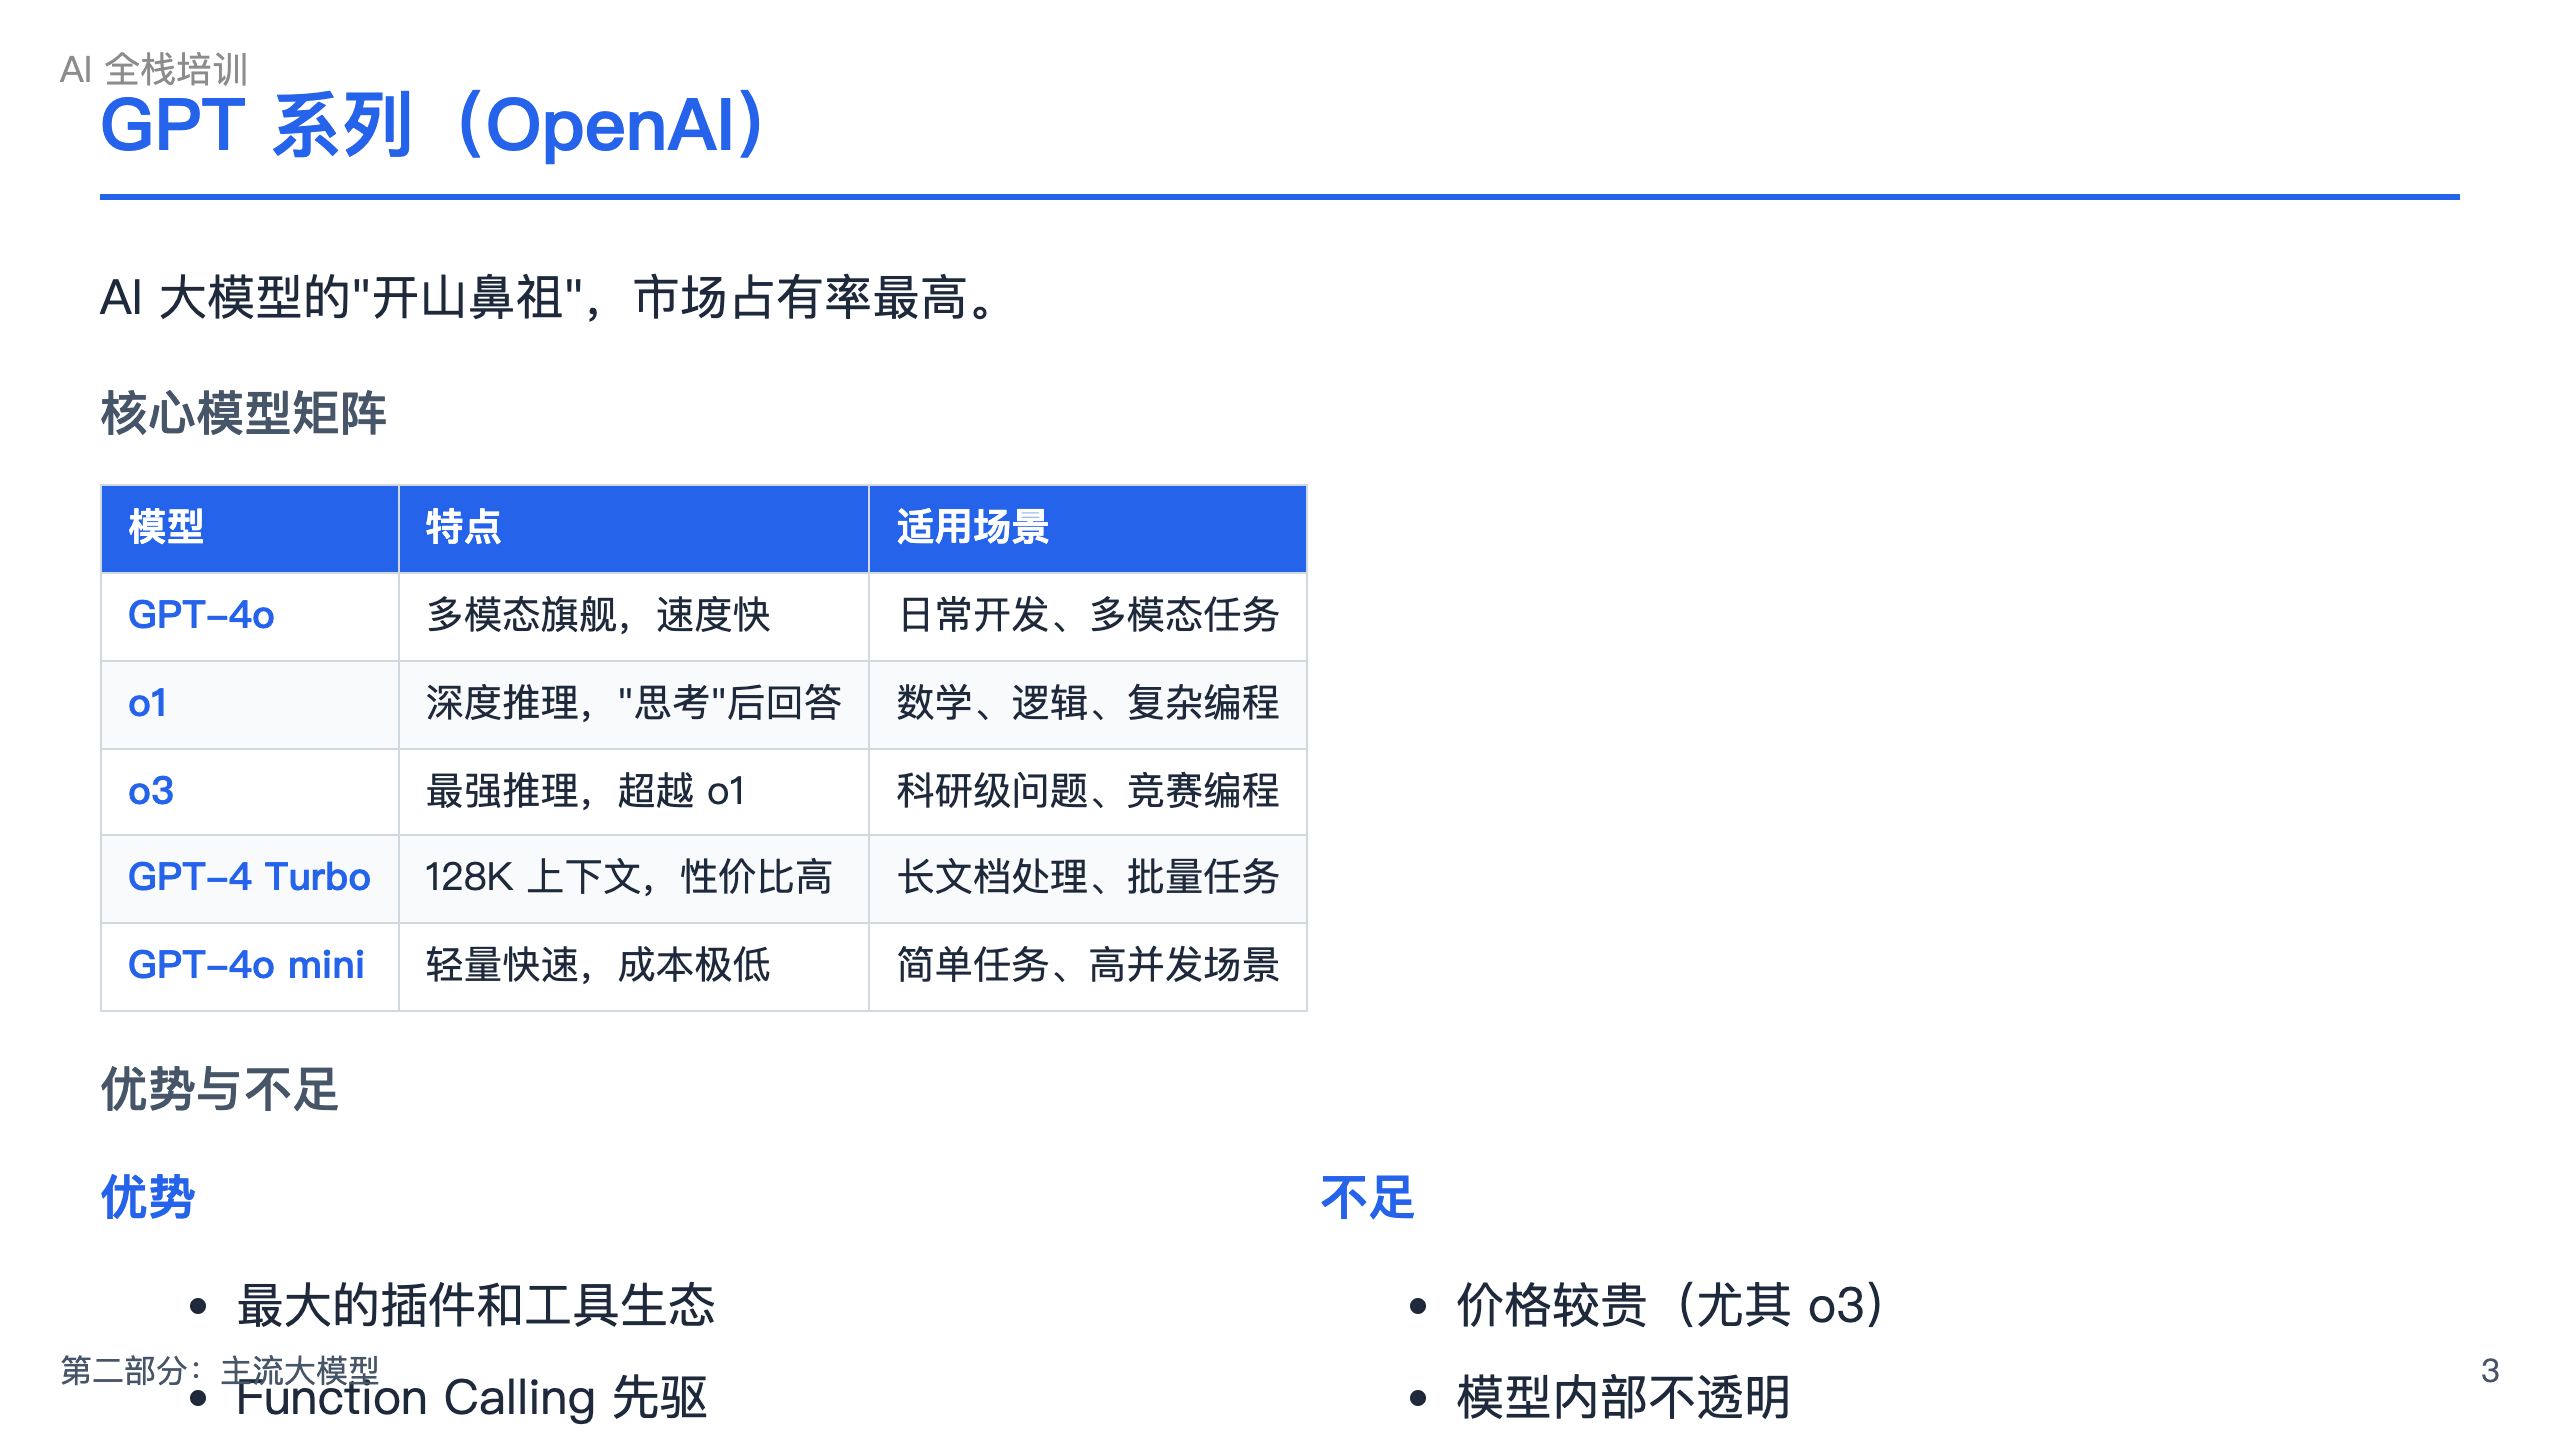 AI 全栈培训
GPT 系列（OpenAI）
AI 大模型的"开山鼻祖"，市场占有率最高。
核心模型矩阵
模型 特点 适用场景
GPT-4o 多模态旗舰，速度快 日常开发、多模态任务
o1 深度推理，"思考"后回答 数学、逻辑、复杂编程
o3 最强推理，超越 o1 科研级问题、竞赛编程
GPT-4 Turbo 128K 上下文，性价比高 长文档处理、批量任务
GPT-4o mini 轻量快速，成本极低 简单任务、高并发场景
优势与不足
优势
• 最大的插件和工具生态
• Function Calling 先驱
不足
• 价格较贵（尤其 o3）
• 模型内部不透明
第二部分：主流大模型
3